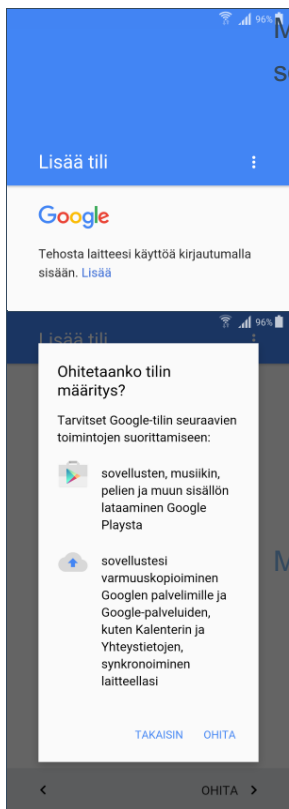 96%
M
s
Lisää tili
Google
Tehosta laitteesi käyttöä kirjautumalla
sisään. Lisää
96%
Lisää tili
Ohitetaanko tilin
määritys?
Tarvitset Google-tilin seuraavien
toimintojen suorittamiseen:
sovellusten, musiikin,
pelien ja muun sisällön
lataaminen Google
Playsta
sovellustesi
varmuuskopioiminen
Googlen palvelimille ja
Google-palveluiden,
kuten Kalenterin ja
Yhteystietojen,
synkronoiminen
laitteellasi
M
TAKAISIN OHITA
OHITA